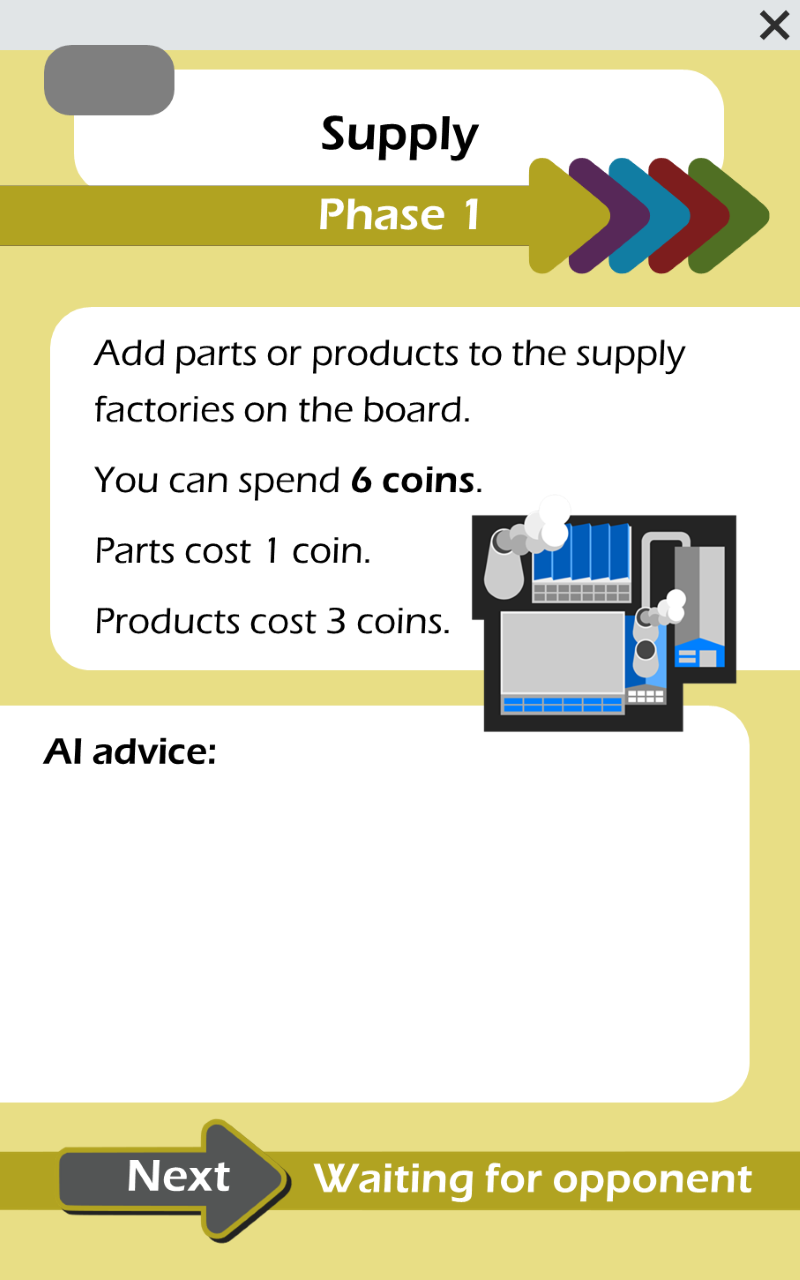 Supply
Phase 1
Add parts or products to the supply
factories on the board.
You can spend 6 coins.
Parts cost 1 coin.
Products cost 3 coins.
AI advice:
Next
Waiting for opponent